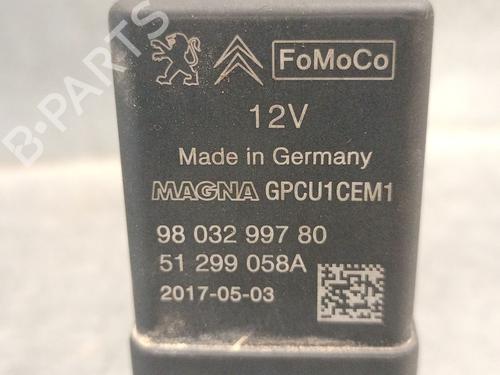 FoMoCo
12V
Made in Germany
MAGNA GPCU1CEM1
98 032 997 80
51 299 058A
2017-05-03
B-PARTS